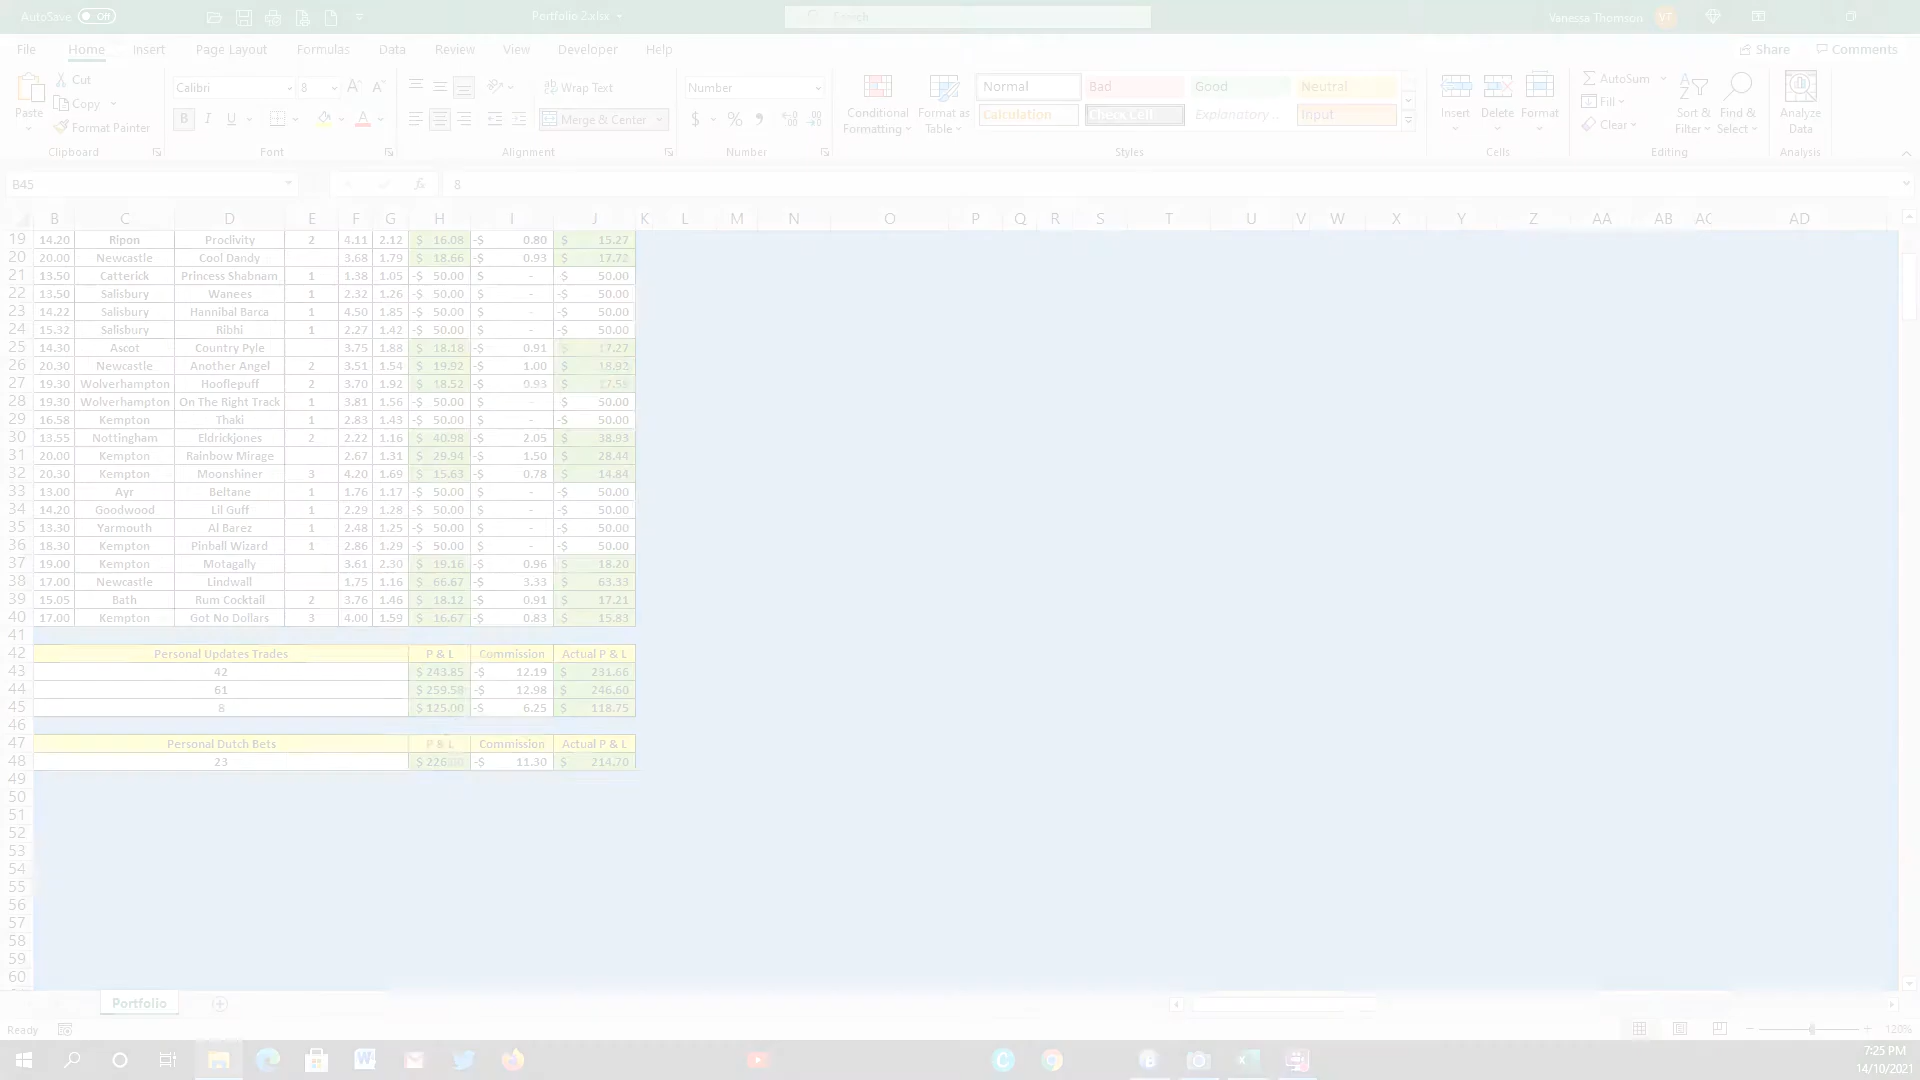 AutoSave Off Portfolio 2.xlsx Search Vanessa Thomson VT
File Home Insert Page Layout Formulas Data Review View Developer Help Share Comments
Cut Calibri 8 Wrap Text Number Normal Bad Good Neutral AutoSum
Paste Copy Conditional Format as Insert Delete Format Fill Sort & Find & Analyze
Format Painter B I U Merge & Center $ % Formatting Table Calculation Check Cell Explanatory ... Input Clear Filter Select Data
Clipboard Font Alignment Number Styles Cells Editing Analysis
B45 fx 8
B C D E F G H I J K L M N O P Q R S T U V W X Y Z AA AB AC AD
19 14.20 Ripon Proclivity 2 4.11 2.12 $ 16.08 -$ 0.80 $ 15.27
20 20.00 Newcastle Cool Dandy 3.68 1.79 $ 18.66 -$ 0.93 $ 17.72
21 13.50 Catterick Princess Shabnam 1 1.38 1.05 -$ 50.00 $ - -$ 50.00
22 13.50 Salisbury Wanees 1 2.32 1.26 -$ 50.00 $ - -$ 50.00
23 14.22 Salisbury Hannibal Barca 1 4.50 1.85 -$ 50.00 $ - -$ 50.00
24 15.32 Salisbury Ribhi 1 2.27 1.42 -$ 50.00 $ - -$ 50.00
25 14.30 Ascot Country Pyle 3.75 1.88 $ 18.18 -$ 0.91 $ 17.27
26 20.30 Newcastle Another Angel 2 3.51 1.54 $ 19.92 -$ 1.00 $ 18.92
27 19.30 Wolverhampton Hooflepuff 2 3.70 1.92 $ 18.52 -$ 0.93 $
28 19.30 Wolverhampton On The Right Track 1 3.81 1.56 -$ 50.00 $ - -$ 50.00
29 16.58 Kempton Thaki 1 2.83 1.43 -$ 50.00 $ - -$ 50.00
30 13.55 Nottingham Eldrickjones 2 2.22 1.16 $ 40.98 -$ 2.05 $ 38.93
31 20.00 Kempton Rainbow Mirage 2.67 1.31 $ 29.94 -$ 1.50 $ 28.44
32 20.30 Kempton Moonshiner 3 4.20 1.69 $ 15.63 -$ 0.78 $ 14.84
33 13.00 Ayr Beltane 1 1.76 1.17 -$ 50.00 $ - -$ 50.00
34 14.20 Goodwood Lil Guff 1 2.29 1.28 -$ 50.00 $ - -$ 50.00
35 13.30 Yarmouth Al Barez 1 2.48 1.25 -$ 50.00 $ - -$ 50.00
36 18.30 Kempton Pinball Wizard 1 2.86 1.29 -$ 50.00 $ - -$ 50.00
37 19.00 Kempton Motagally 3.61 2.30 $ 19.16 -$ 0.96 $ 18.20
38 17.00 Newcastle Lindwall 1.75 1.16 $ 66.67 -$ 3.33 $ 63.33
39 15.05 Bath Rum Cocktail 2 3.76 1.46 $ 18.12 -$ 0.91 $ 17.21
40 17.00 Kempton Got No Dollars 3 4.00 1.59 $ 16.67 -$ 0.83 $ 15.83
41
42 Personal Updates Trades P & L Commission Actual P & L
43 42 $ 243.85 -$ 12.19 $ 231.66
44 61 $ 259.58 -$ 12.98 $ 246.60
45 8 $ 125.00 -$ 6.25 $ 118.75
46
47 Personal Dutch Bets P & L Commission Actual P & L
48 23 $ 226.00 -$ 11.30 $ 214.70
49
50
51
52
53
54
55
56
57
58
59
60
Portfolio
Ready 120%
7:25 PM
14/10/2021